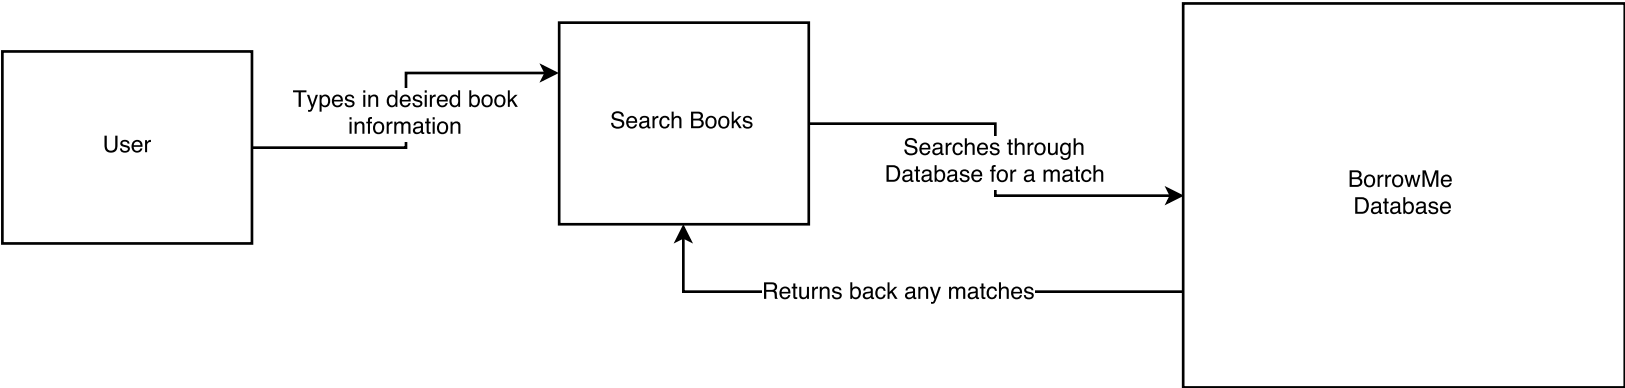 User
Types in desired book
information
Search Books
Searches through
Database for a match
BorrowMe
Database
Returns back any matches